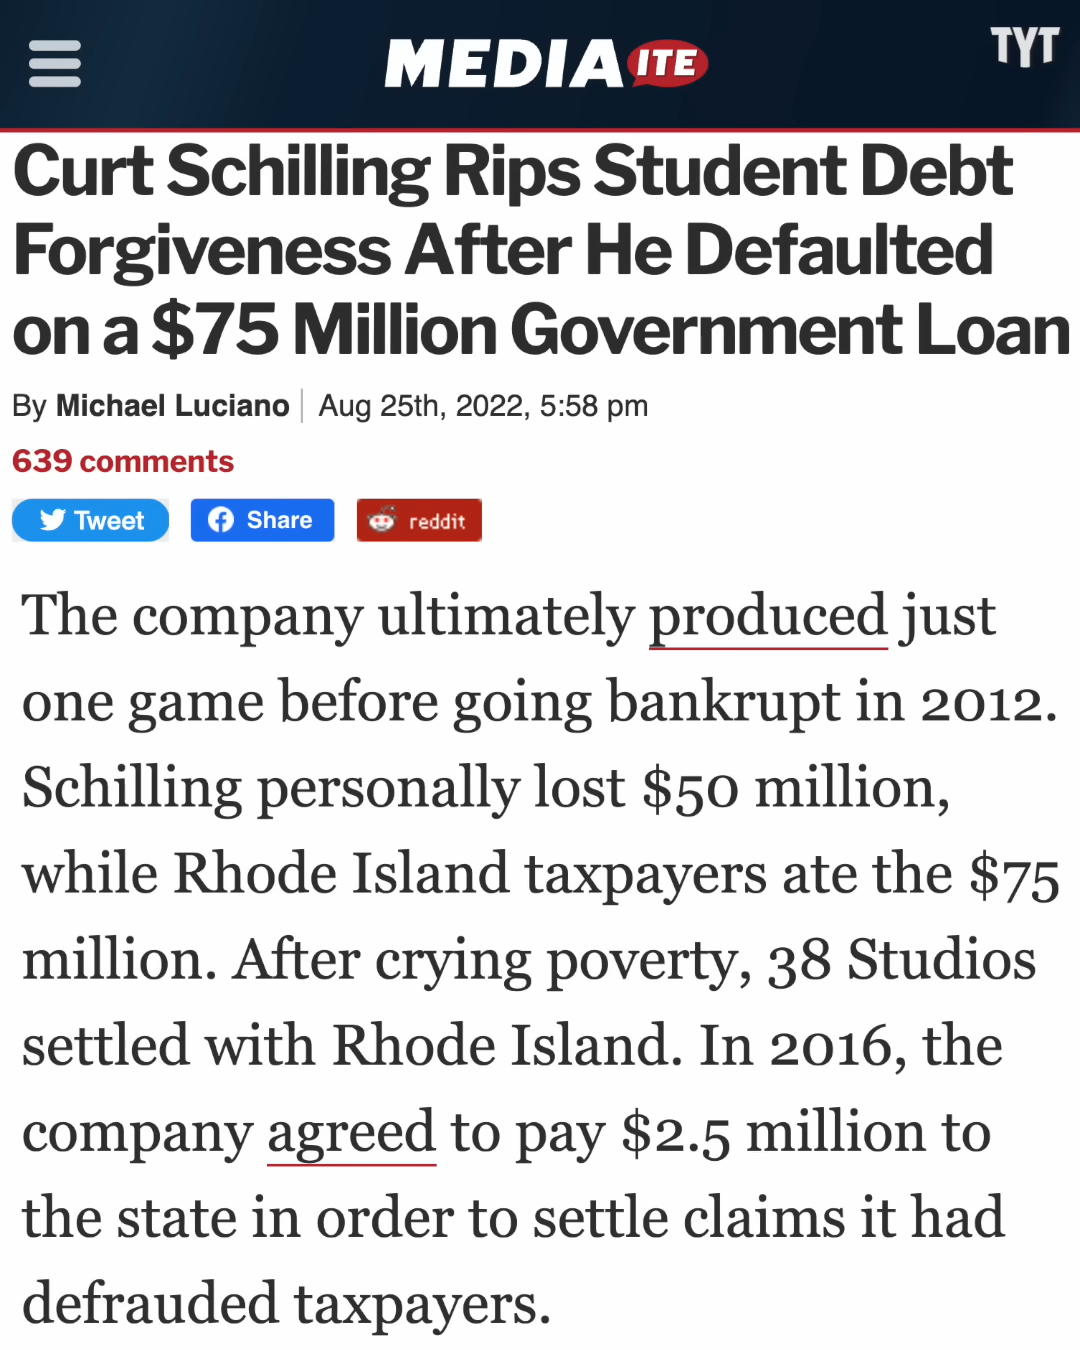 MEDIAITE
TYT
Curt Schilling Rips Student Debt
Forgiveness After He Defaulted
on a $75 Million Government Loan
By Michael Luciano | Aug 25th, 2022, 5:58 pm
639 comments
Tweet Share reddit
The company ultimately produced just
one game before going bankrupt in 2012.
Schilling personally lost $50 million,
while Rhode Island taxpayers ate the $75
million. After crying poverty, 38 Studios
settled with Rhode Island. In 2016, the
company agreed to pay $2.5 million to
the state in order to settle claims it had
defrauded taxpayers.